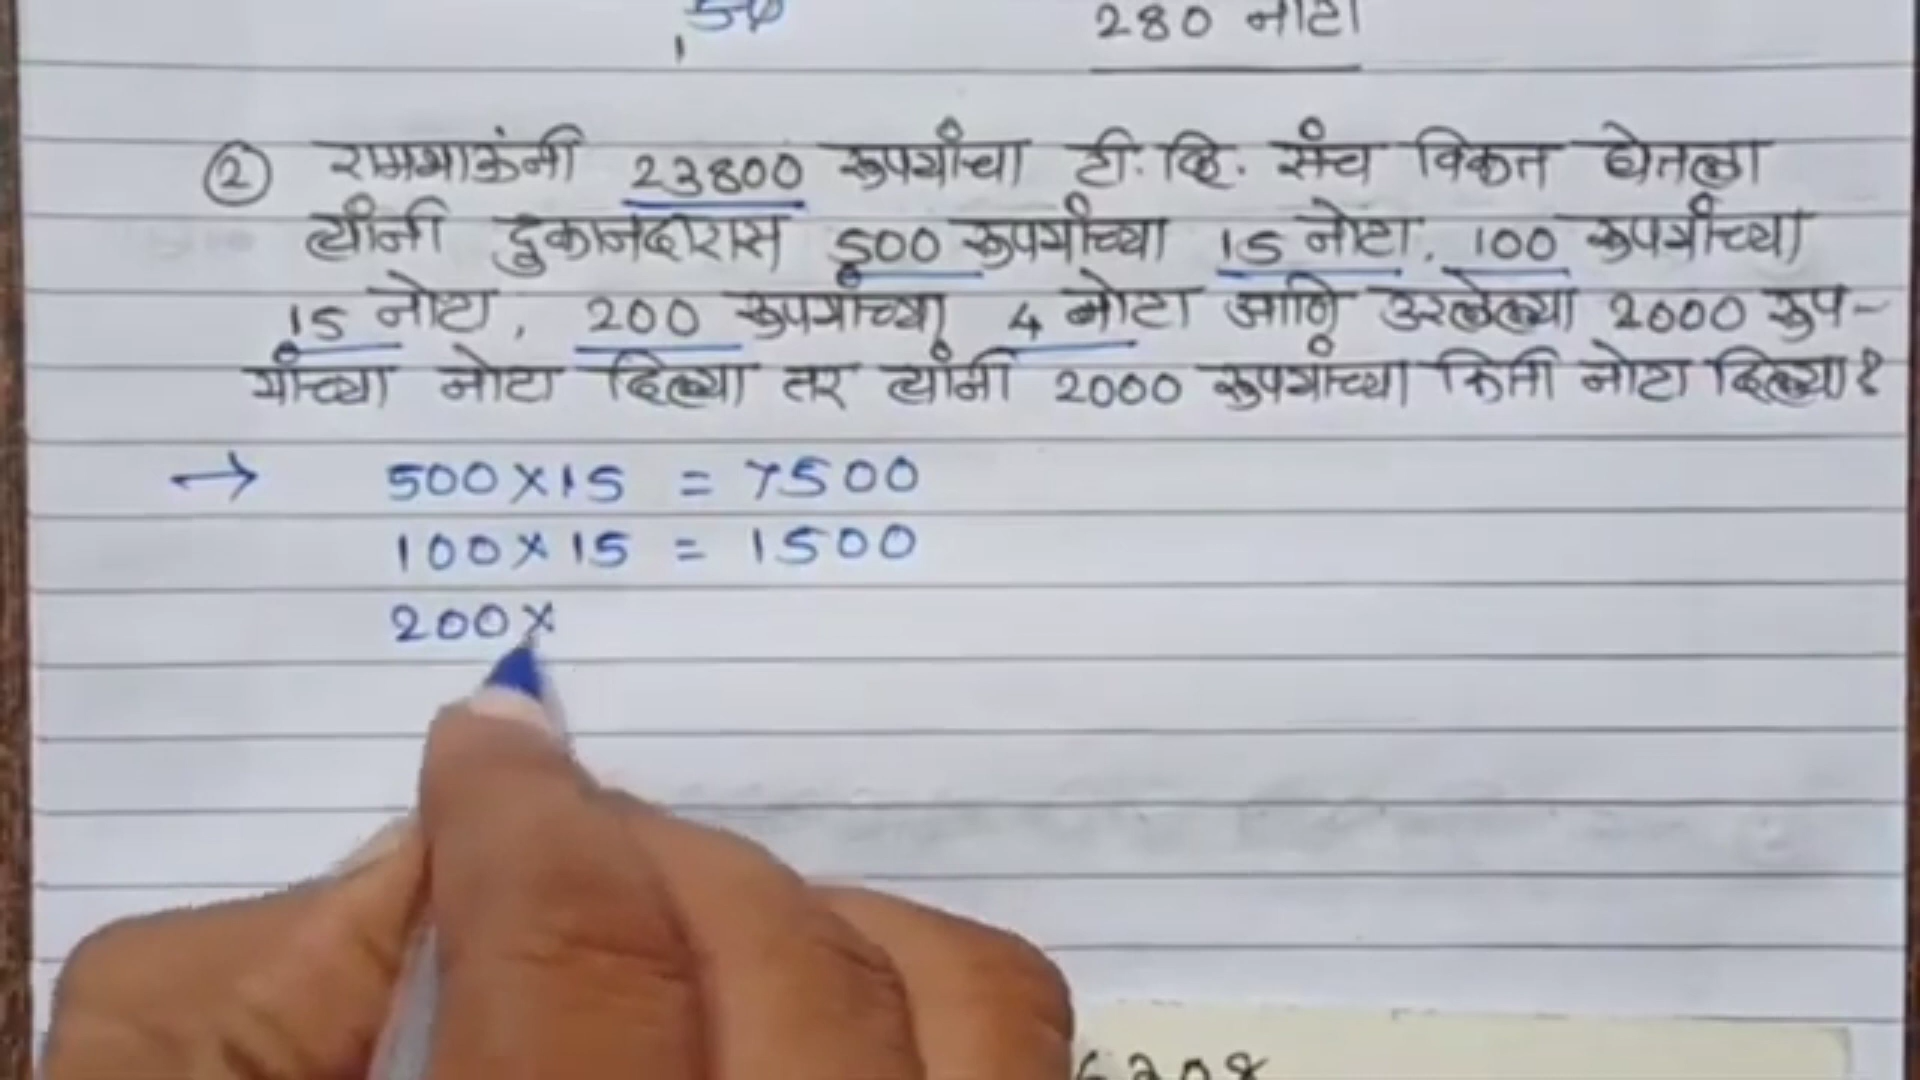 280 नोटा
② रामभाऊंनी 23800 रुपयांचा टी. व्हि. संच विकत घेतला
त्यांनी दुकानदारास 500 रुपयांच्या 15 नोटा, 100 रुपयांच्या
15 नोटा, 200 रुपयांच्या 4 नोटा आणि उरलेल्या 2000 रुप-
यांच्या नोटा दिल्या तर त्यांनी 2000 रुपयांच्या किती नोटा दिल्या?
→ 500×15 = 7500
100×15 = 1500
200×